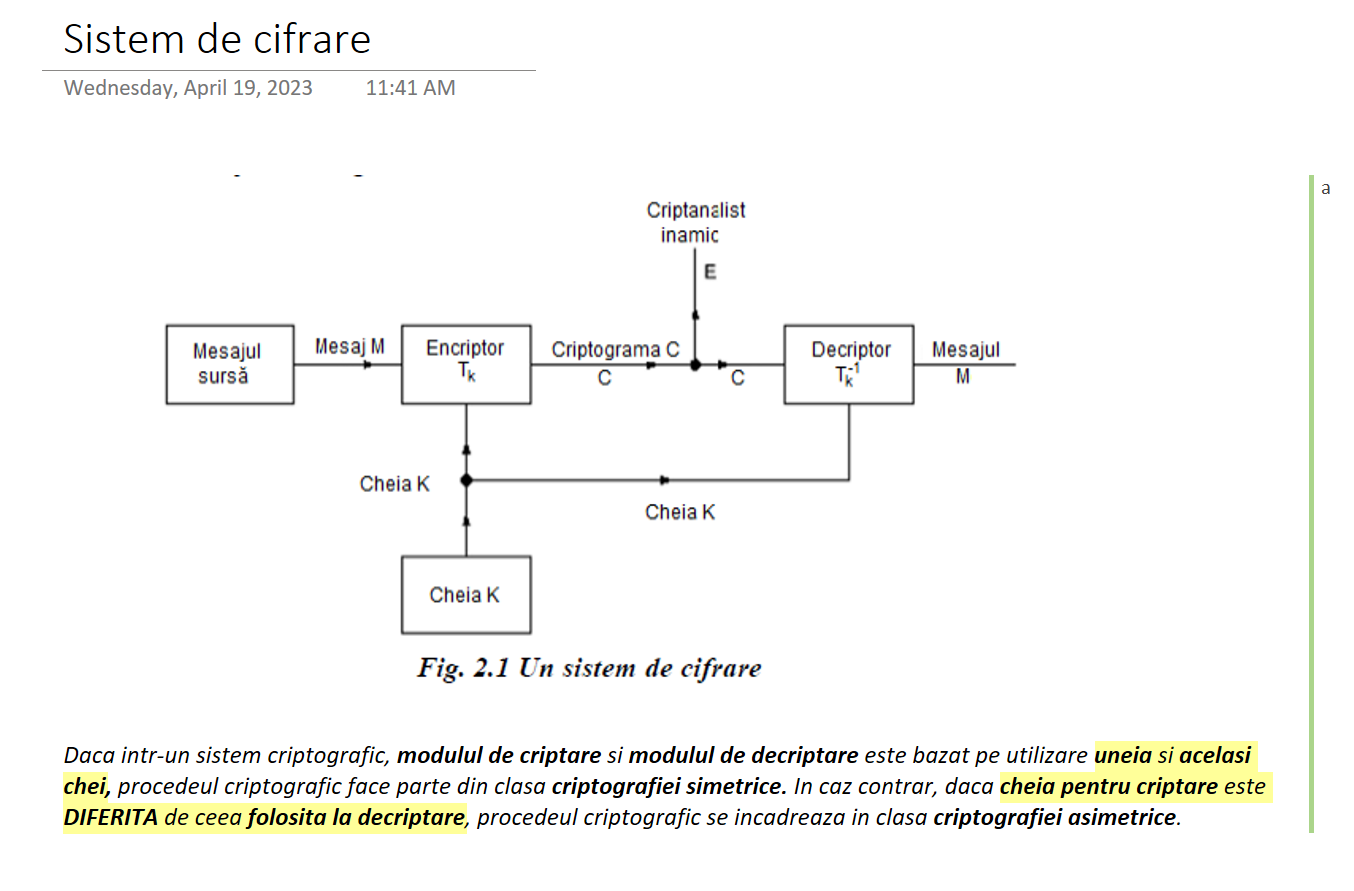 Sistem de cifrare
Wednesday, April 19, 2023 11:41 AM
a
Criptanalist
inamic
E
Mesajul
sursă
Mesaj M
Encriptor
Tk
Criptograma C
C
C
Decriptor
Tk-1
Mesajul
M
Cheia K
Cheia K
Cheia K
Fig. 2.1 Un sistem de cifrare
Daca intr-un sistem criptografic, modulul de criptare si modulul de decriptare este bazat pe utilizare uneia si acelasi
chei, procedeul criptografic face parte din clasa criptografiei simetrice. In caz contrar, daca cheia pentru criptare este
DIFERITA de ceea folosita la decriptare, procedeul criptografic se incadreaza in clasa criptografiei asimetrice.